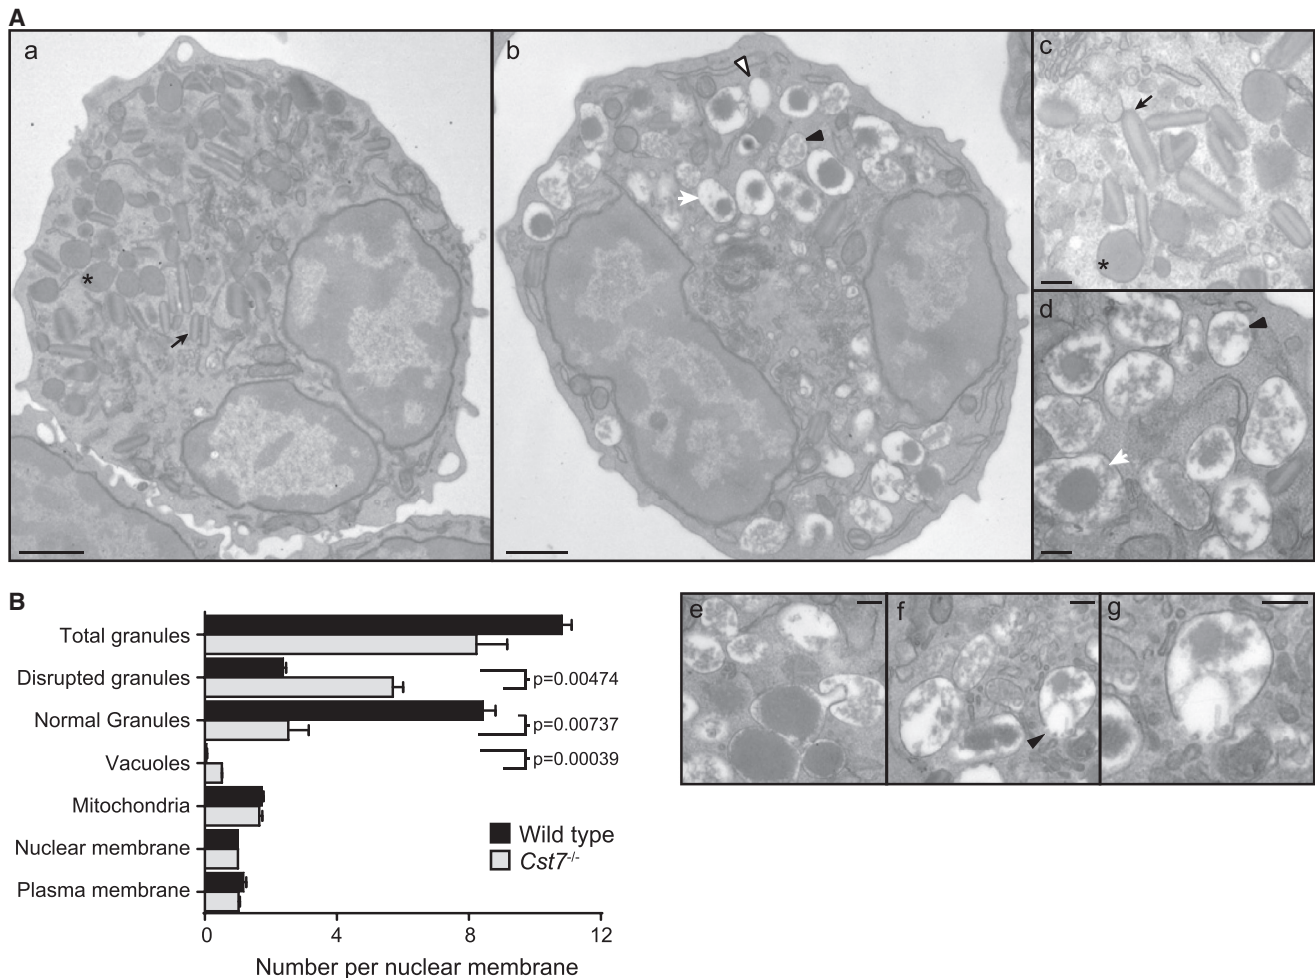 A
a
b
c
*
*
d
B
Total granules
Disrupted granules
p=0.00474
Normal Granules
p=0.00737
Vacuoles
p=0.00039
Mitochondria
Nuclear membrane
Plasma membrane
Wild type
Cst7-/-
0 4 8 12
Number per nuclear membrane
e
f
g